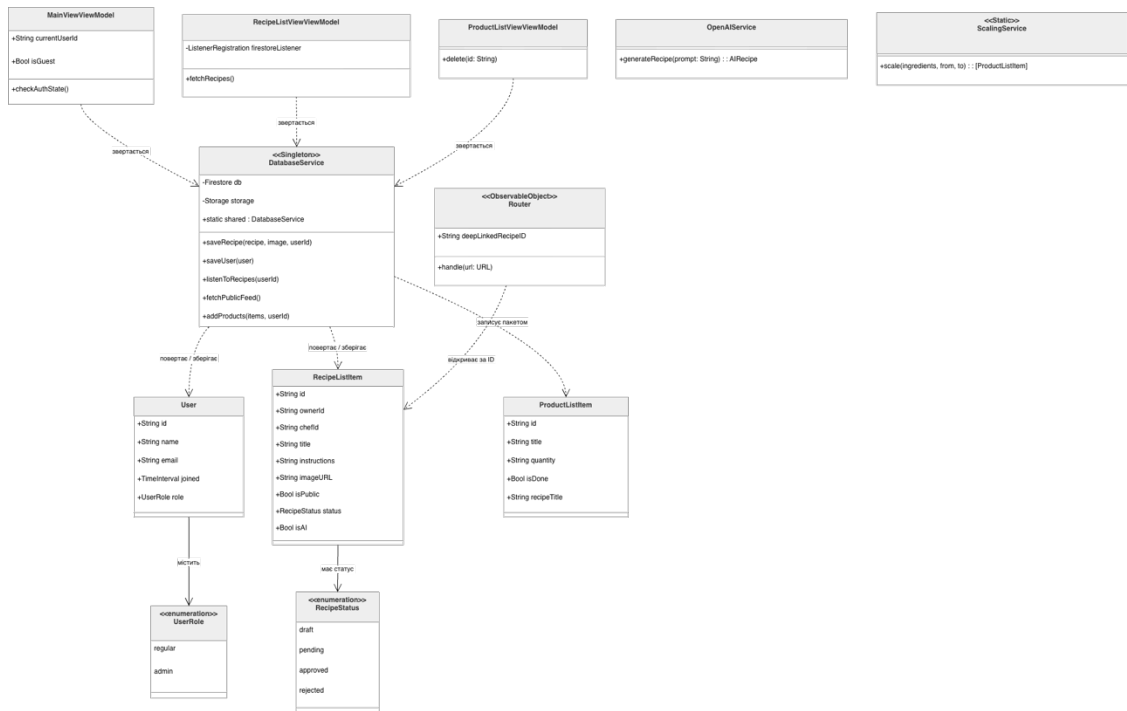 MainViewViewModel
+String currentUserId
+Bool isGuest
+checkAuthState()
RecipeListViewViewModel
-ListenerRegistration firestoreListener
+fetchRecipes()
ProductListViewViewModel
+delete(id: String)
OpenAIService
+generateRecipe(prompt: String) : : AIRecipe
<<Static>>
ScalingService
+scale(ingredients, from, to) : : [ProductListItem]
звертається
звертається
звертається
<<Singleton>>
DatabaseService
-Firestore db
-Storage storage
+static shared : DatabaseService
+saveRecipe(recipe, image, userId)
+saveUser(user)
+listenToRecipes(userId)
+fetchPublicFeed()
+addProducts(items, userId)
<<ObservableObject>>
Router
+String deepLinkedRecipeID
+handle(url: URL)
записує пакетом
повертає / зберігає
повертає / зберігає
відкриває за ID
User
+String id
+String name
+String email
+TimeInterval joined
+UserRole role
RecipeListItem
+String id
+String ownerId
+String chefId
+String title
+String instructions
+String imageURL
+Bool isPublic
+RecipeStatus status
+Bool isAI
ProductListItem
+String id
+String title
+String quantity
+Bool isDone
+String recipeTitle
містить
має статус
<<enumeration>>
UserRole
regular
admin
<<enumeration>>
RecipeStatus
draft
pending
approved
rejected